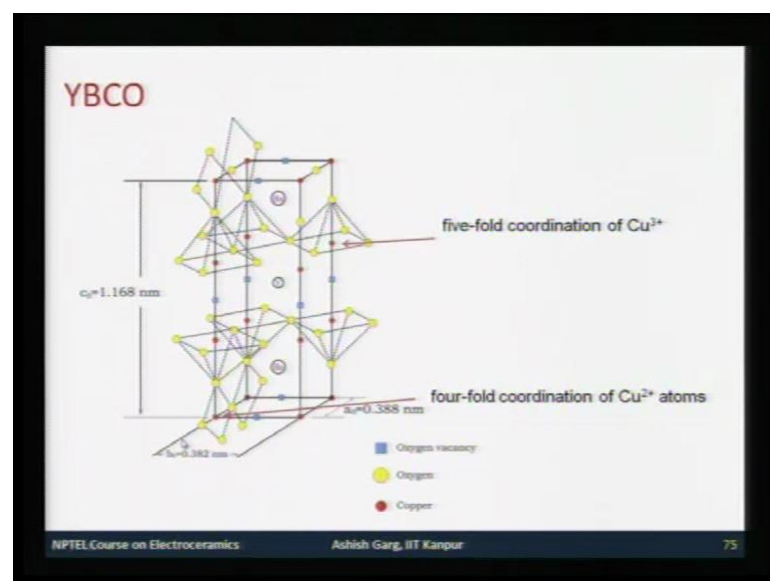 YBCO
five-fold coordination of Cu³⁺
c₀=1.168 nm
four-fold coordination of Cu²⁺ atoms
a₀=0.388 nm
b₀=0.382 nm
Oxygen vacancy
Oxygen
Copper
NPTEL Course on Electroceramics
Ashish Garg, IIT Kanpur
75